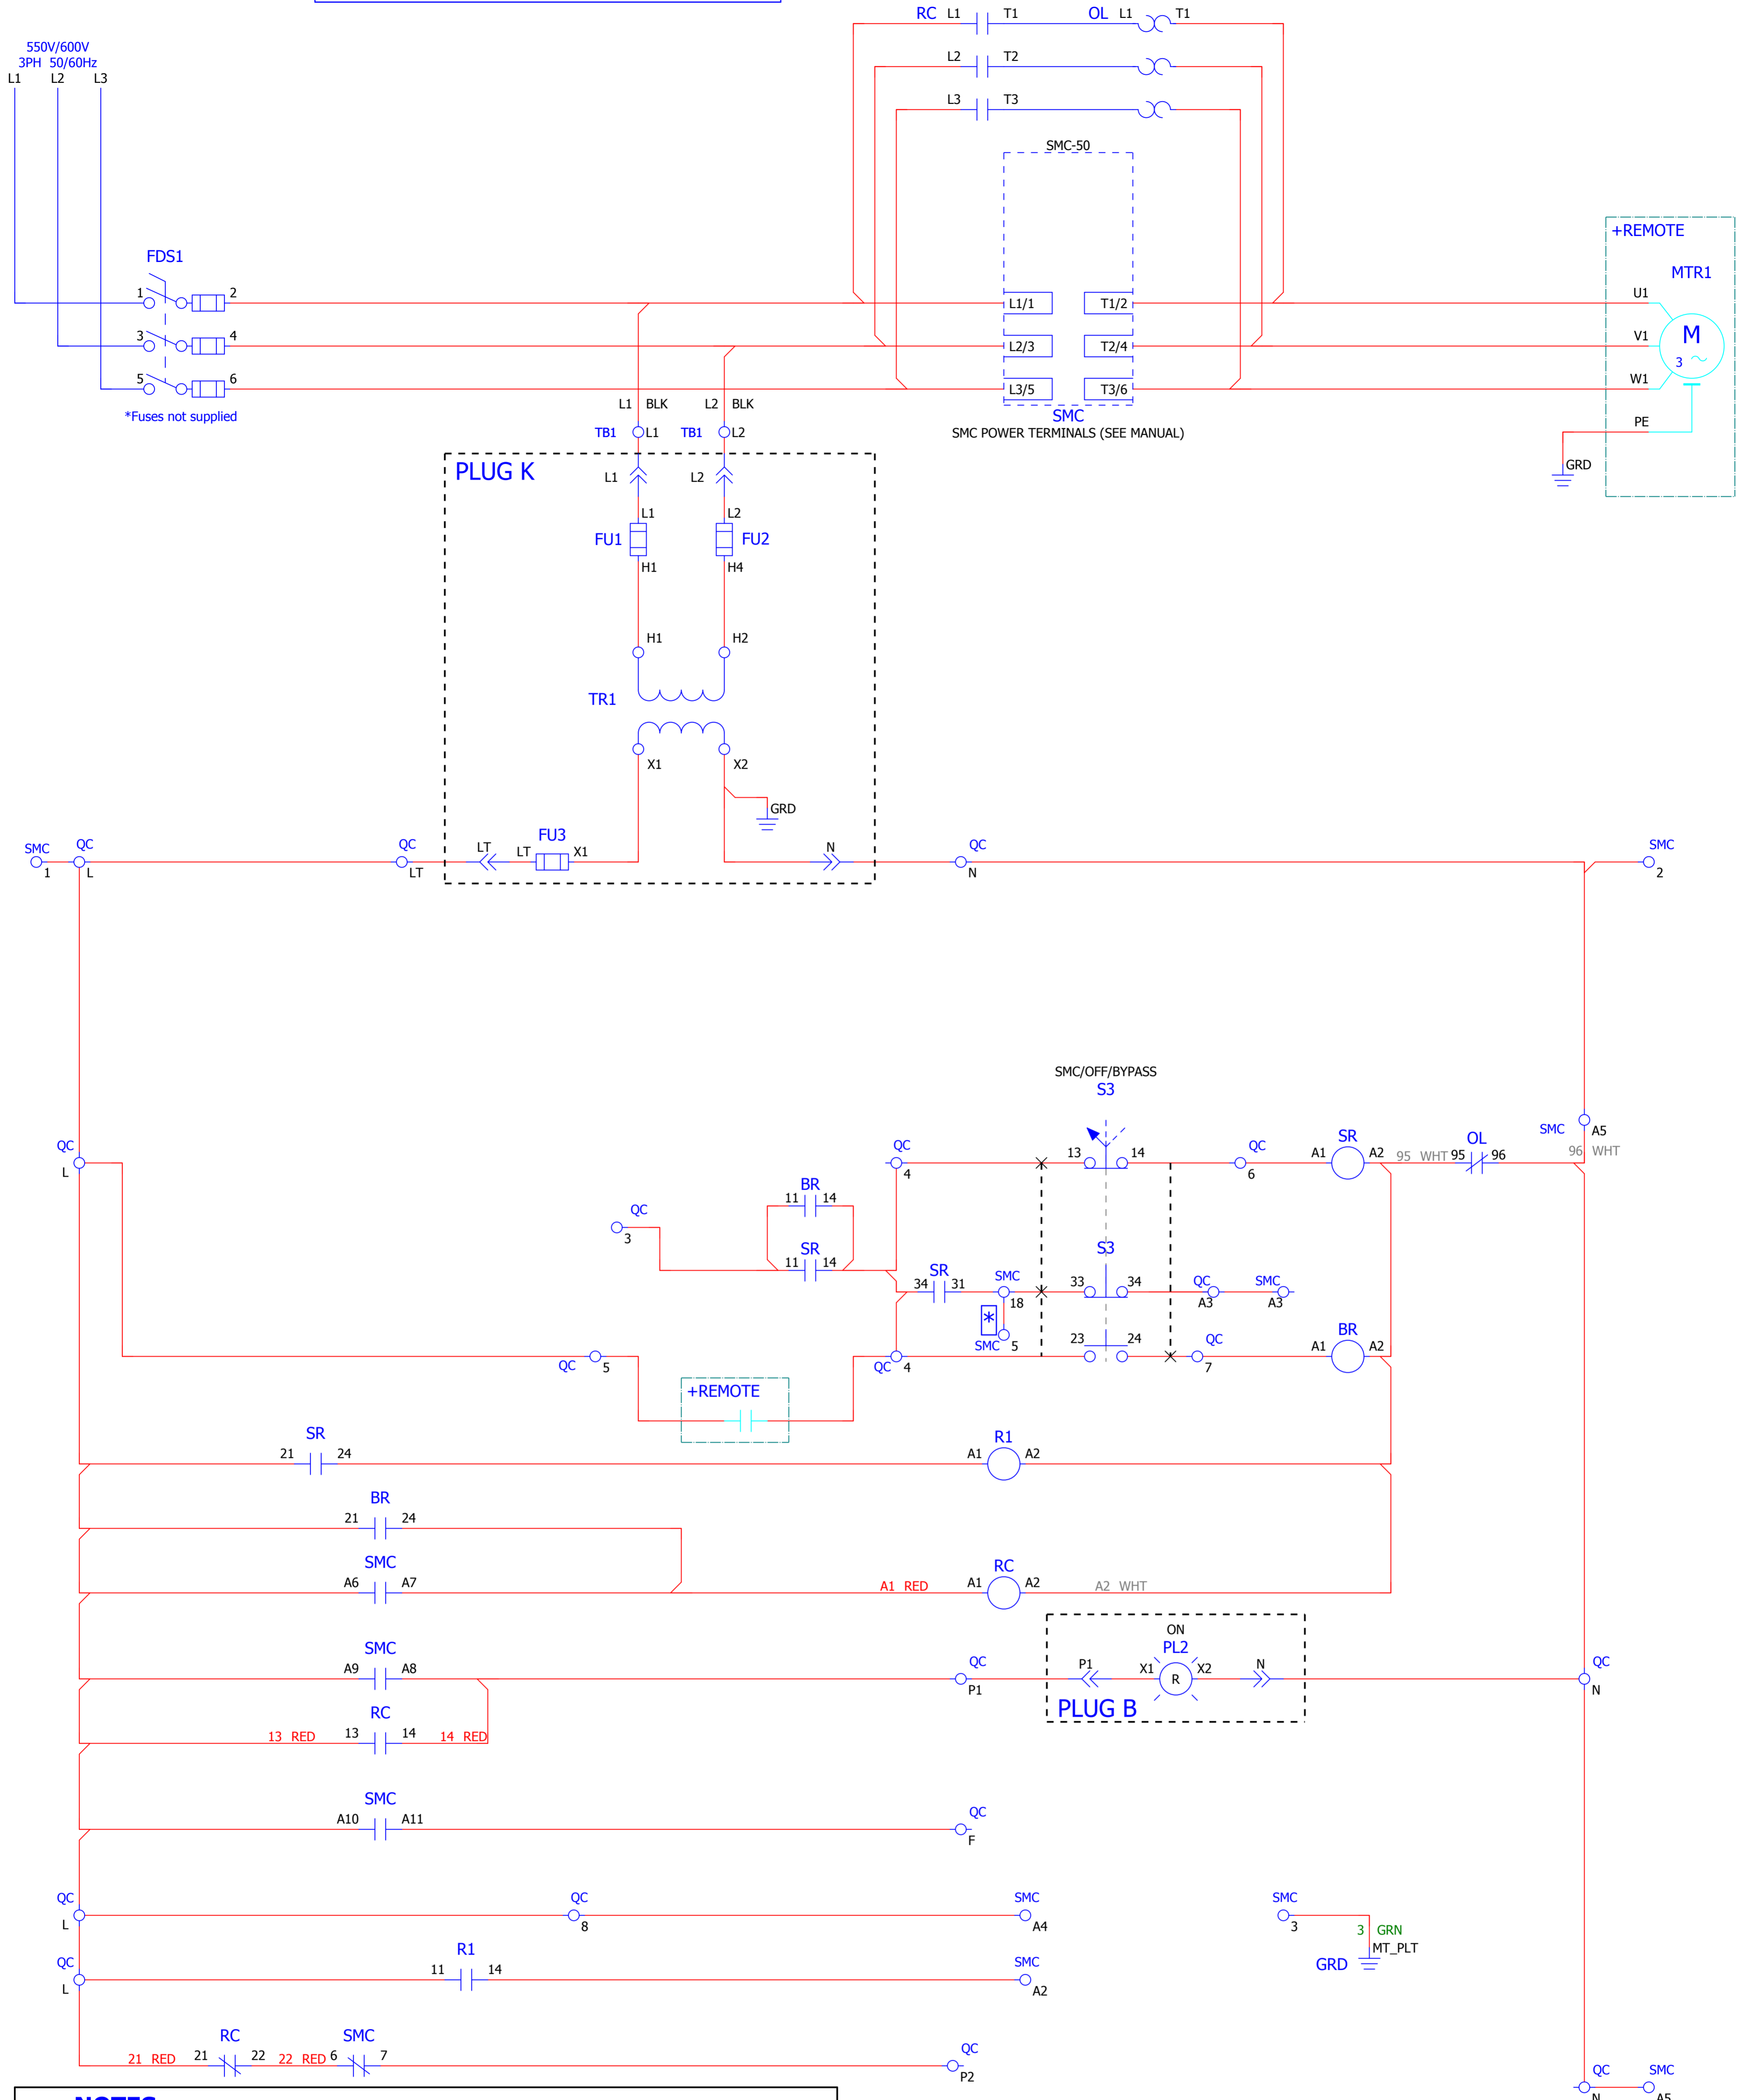 RC L1 T1 OL L1 T1
550V/600V
3PH 50/60Hz
L1 L2 L3
L2 T2
L3 T3
SMC-50
+REMOTE
MTR1
FDS1
1 2
L1/1 T1/2
U1
3 4
L2/3 T2/4
V1 M
3
5 6
L3/5 T3/6
W1
*Fuses not supplied
L1 BLK L2 BLK
SMC
SMC POWER TERMINALS (SEE MANUAL)
PE
TB1 L1 TB1 L2
GRD
PLUG K
L1 L2
L1 L2
FU1 FU2
H1 H4
H1 H2
TR1
X1 X2
GRD
SMC QC QC FU3 QC SMC
LT LT X1 N
1 L LT N 2
SMC/OFF/BYPASS
S3
SMC A5
QC QC 13 14 QC SR OL
A1 A2 95 WHT 95 96 96 WHT
L 4 6
BR
11 14
QC
3
SR S3
11 14
SR
34 31 SMC 33 34 QC SMC
18 A3 A3
*
SMC 5
23 24 QC BR
A1 A2
QC 5 QC 4 7
+REMOTE
SR R1
21 24 A1 A2
BR
21 24
SMC RC
A6 A7 A1 RED A1 A2 A2 WHT
ON
SMC PL2
A9 A8 QC P1 X1 R X2 N QC
P1 N
RC PLUG B
13 RED 13 14 14 RED
SMC
A10 A11 QC
F
QC QC SMC SMC
L 8 A4 3
3 GRN
MT_PLT
GRD
QC R1 SMC
11 14
L A2
RC SMC
21 RED 21 22 22 RED 6 7 QC
P2
QC SMC
N A5
NOTES